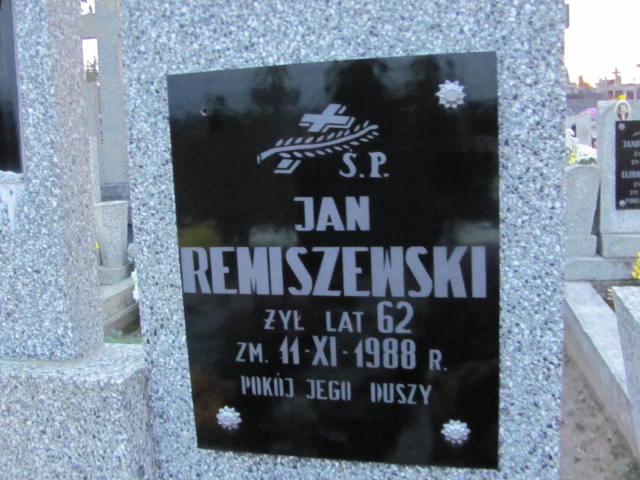 Ś.P.
JAN
REMISZEWSKI
ŻYŁ LAT 62
ZM. 11-XI-1988 R.
POKÓJ JEGO DUSZY